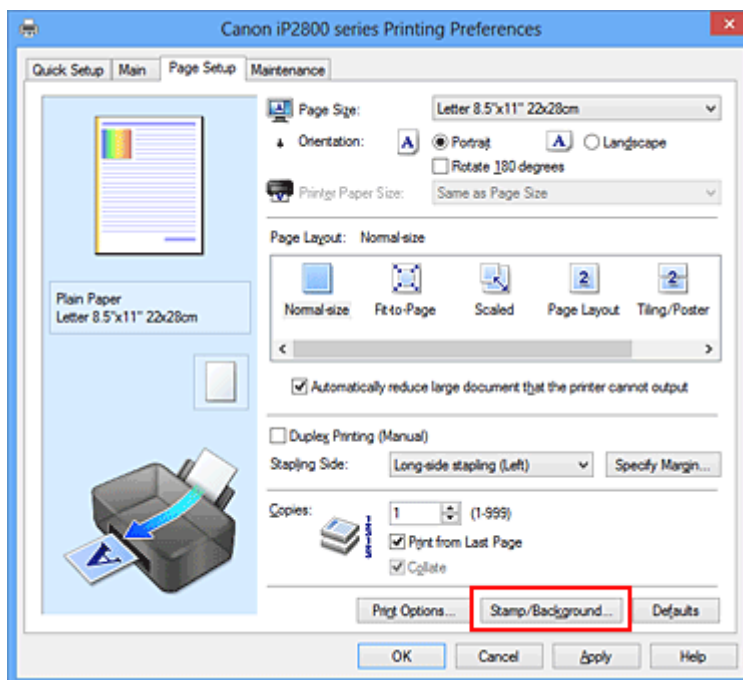 Canon iP2800 series Printing Preferences
Quick Setup Main Page Setup Maintenance
Page Size: Letter 8.5"x11" 22x28cm
Orientation: A Portrait A Landscape
Rotate 180 degrees
Printer Paper Size: Same as Page Size
Page Layout: Normal-size
2 2
Normal-size Fit-to-Page Scaled Page Layout Tiling/Poster
Plain Paper
Letter 8.5"x11" 22x28cm
Automatically reduce large document that the printer cannot output
Duplex Printing (Manual)
Stapling Side: Long-side stapling (Left) Specify Margin...
Copies: 1 (1-999)
Print from Last Page
Collate
A
Print Options... Stamp/Background... Defaults
OK Cancel Apply Help